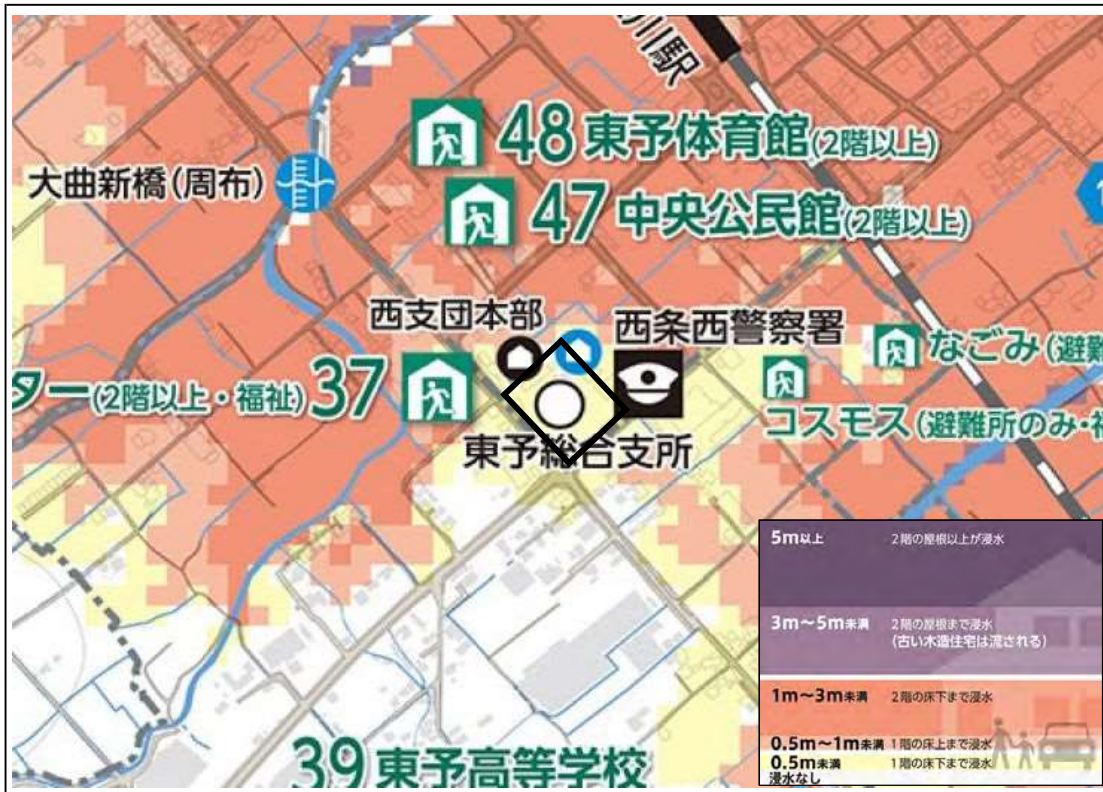 川駅
48 東予体育館(2階以上)
大曲新橋(周布)
47 中央公民館(2階以上)
西支団本部
西条西警察署
なごみ(避難
ター(2階以上・福祉)37
コスモス(避難所のみ・福
東予総合支所
39 東予高等学校
5m以上 2階の屋根以上が浸水
3m〜5m未満 2階の屋根まで浸水
(古い木造住宅は流される)
1m〜3m未満 2階の床下まで浸水
0.5m〜1m未満 1階の床上まで浸水
0.5m未満 1階の床下まで浸水
浸水なし